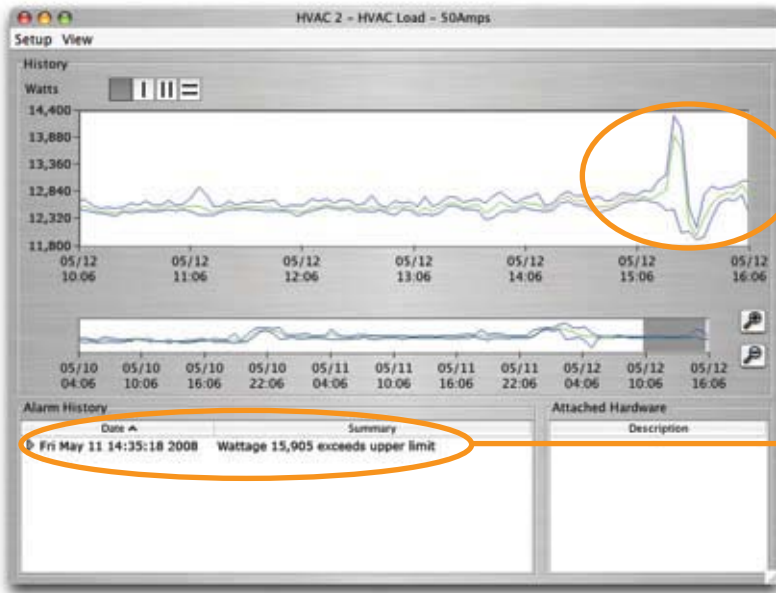 HVAC 2 – HVAC Load – 50Amps
Setup View
History
Watts
14,400
13,880
13,360
12,840
12,320
11,800
05/12 05/12 05/12 05/12 05/12 05/12 05/12
10:06 11:06 12:06 13:06 14:06 15:06 16:06
05/10 05/10 05/10 05/10 05/11 05/11 05/11 05/11 05/12 05/12 05/12
04:06 10:06 16:06 22:06 04:06 10:06 16:06 22:06 04:06 10:06 16:06
Alarm History
Date Summary
Fri May 11 14:35:18 2008 Wattage 15,905 exceeds upper limit
Attached Hardware
Description